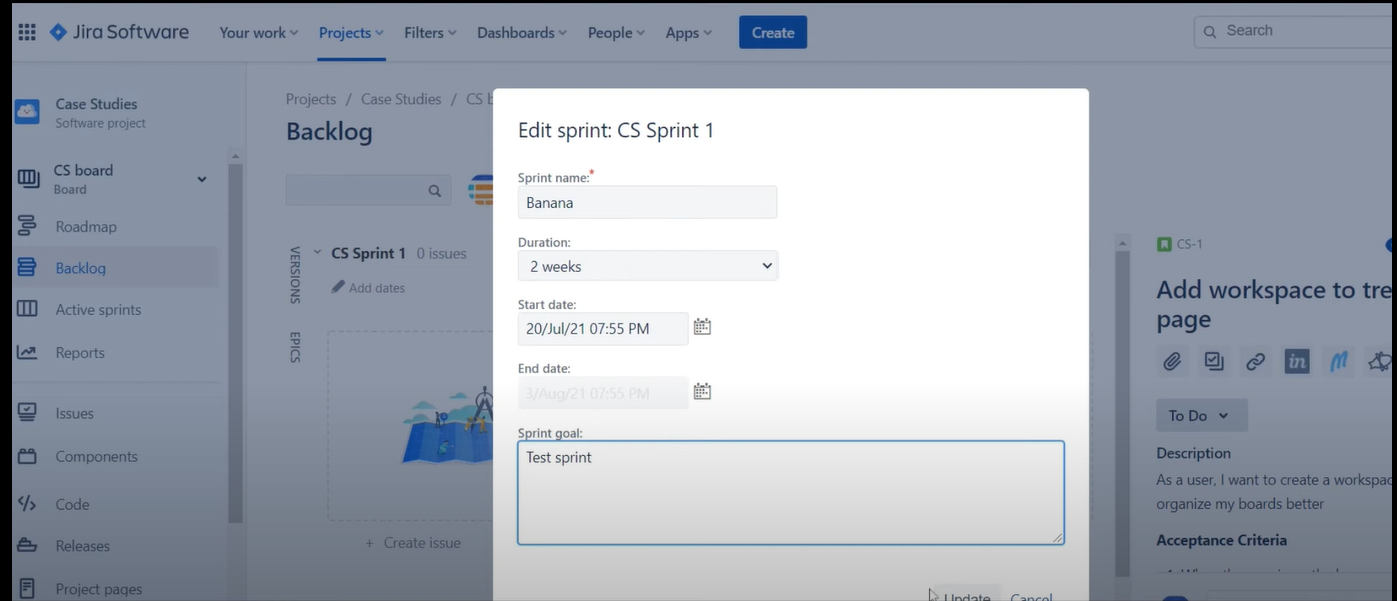 Jira Software
Your work
Projects
Filters
Dashboards
People
Apps
Create
Search
Case Studies
Software project
CS board
Board
Roadmap
Backlog
Active sprints
Reports
Issues
Components
Code
Releases
Project pages
Projects / Case Studies / CS b
Backlog
VERSIONS
EPICS
CS Sprint 1 0 issues
Add dates
+ Create issue
Edit sprint: CS Sprint 1
Sprint name:*
Banana
Duration:
2 weeks
Start date:
20/Jul/21 07:55 PM
End date:
3/Aug/21 07:55 PM
Sprint goal:
Test sprint
Update
Cancel
CS-1
Add workspace to tre
page
in
To Do
Description
As a user, I want to create a workspac
organize my boards better
Acceptance Criteria